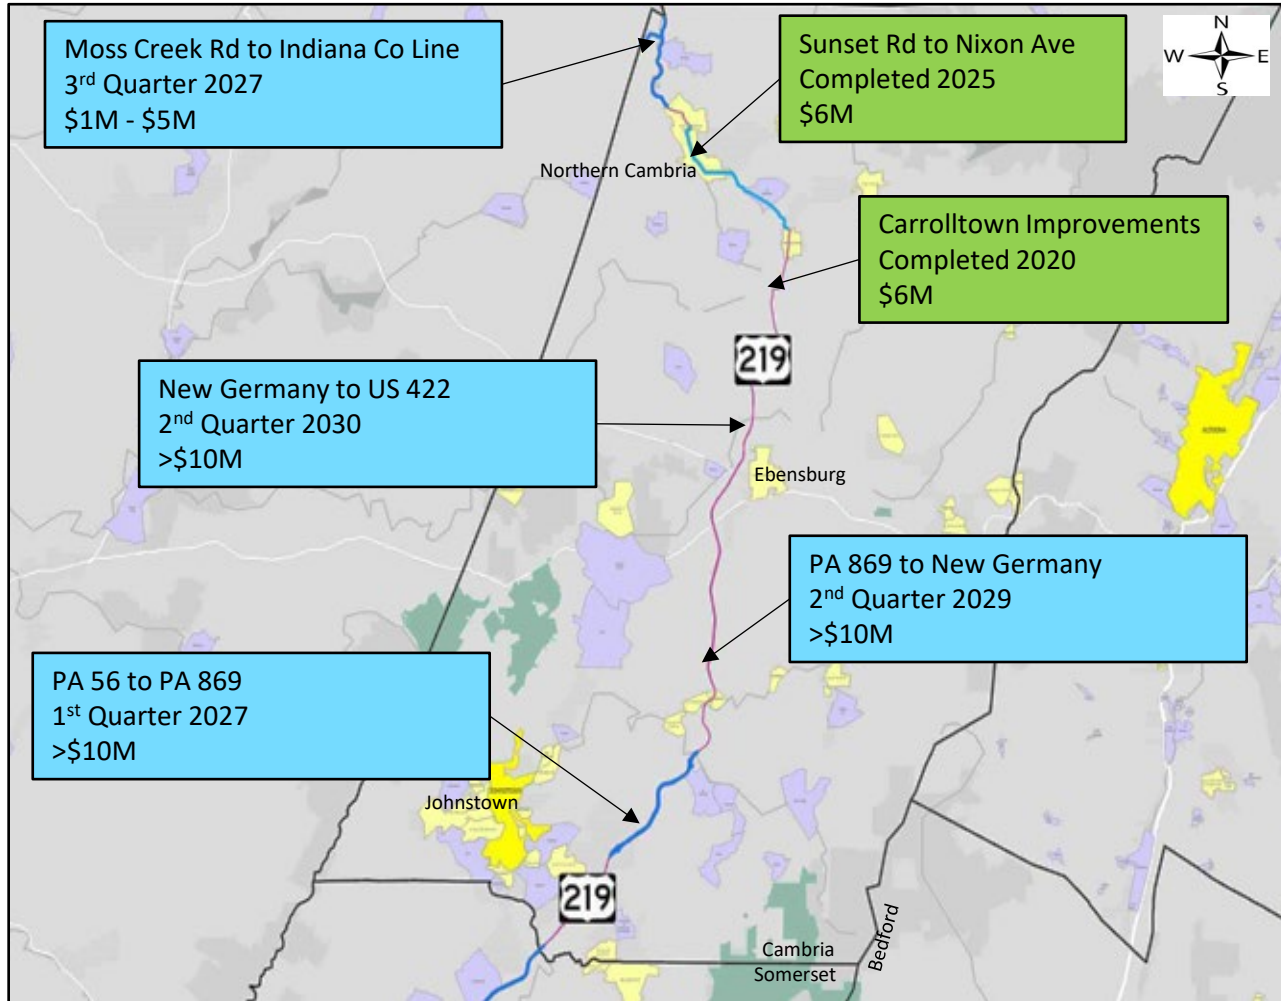 Moss Creek Rd to Indiana Co Line
3rd Quarter 2027
$1M - $5M
Sunset Rd to Nixon Ave
Completed 2025
$6M
N
W E
S
Northern Cambria
Carrolltown Improvements
Completed 2020
$6M
219
New Germany to US 422
2nd Quarter 2030
>$10M
Ebensburg
PA 869 to New Germany
2nd Quarter 2029
>$10M
PA 56 to PA 869
1st Quarter 2027
>$10M
Johnstown
219
Cambria
Somerset
Bedford